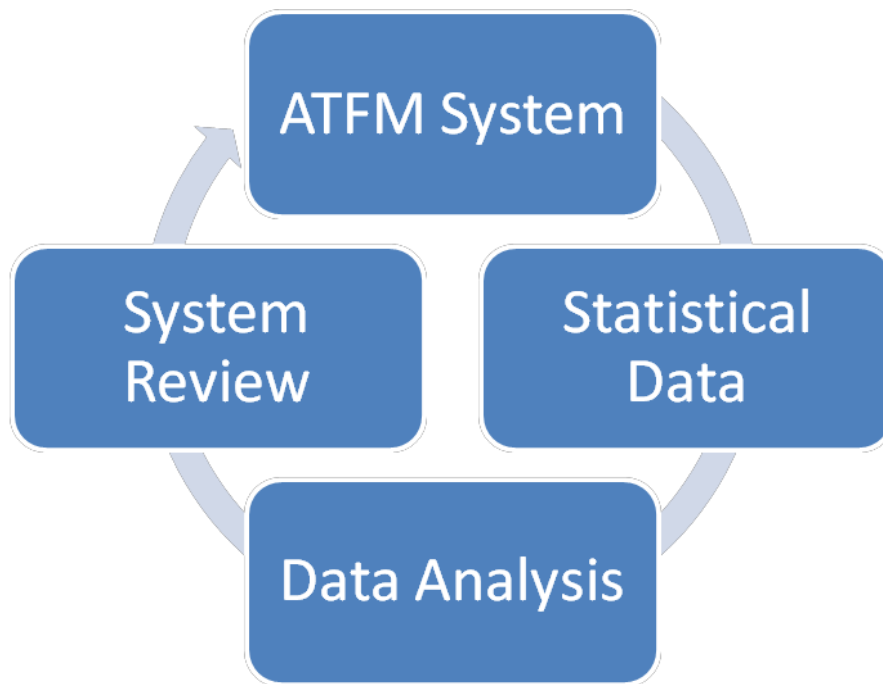 ATFM System
System
Review
Statistical
Data
Data Analysis